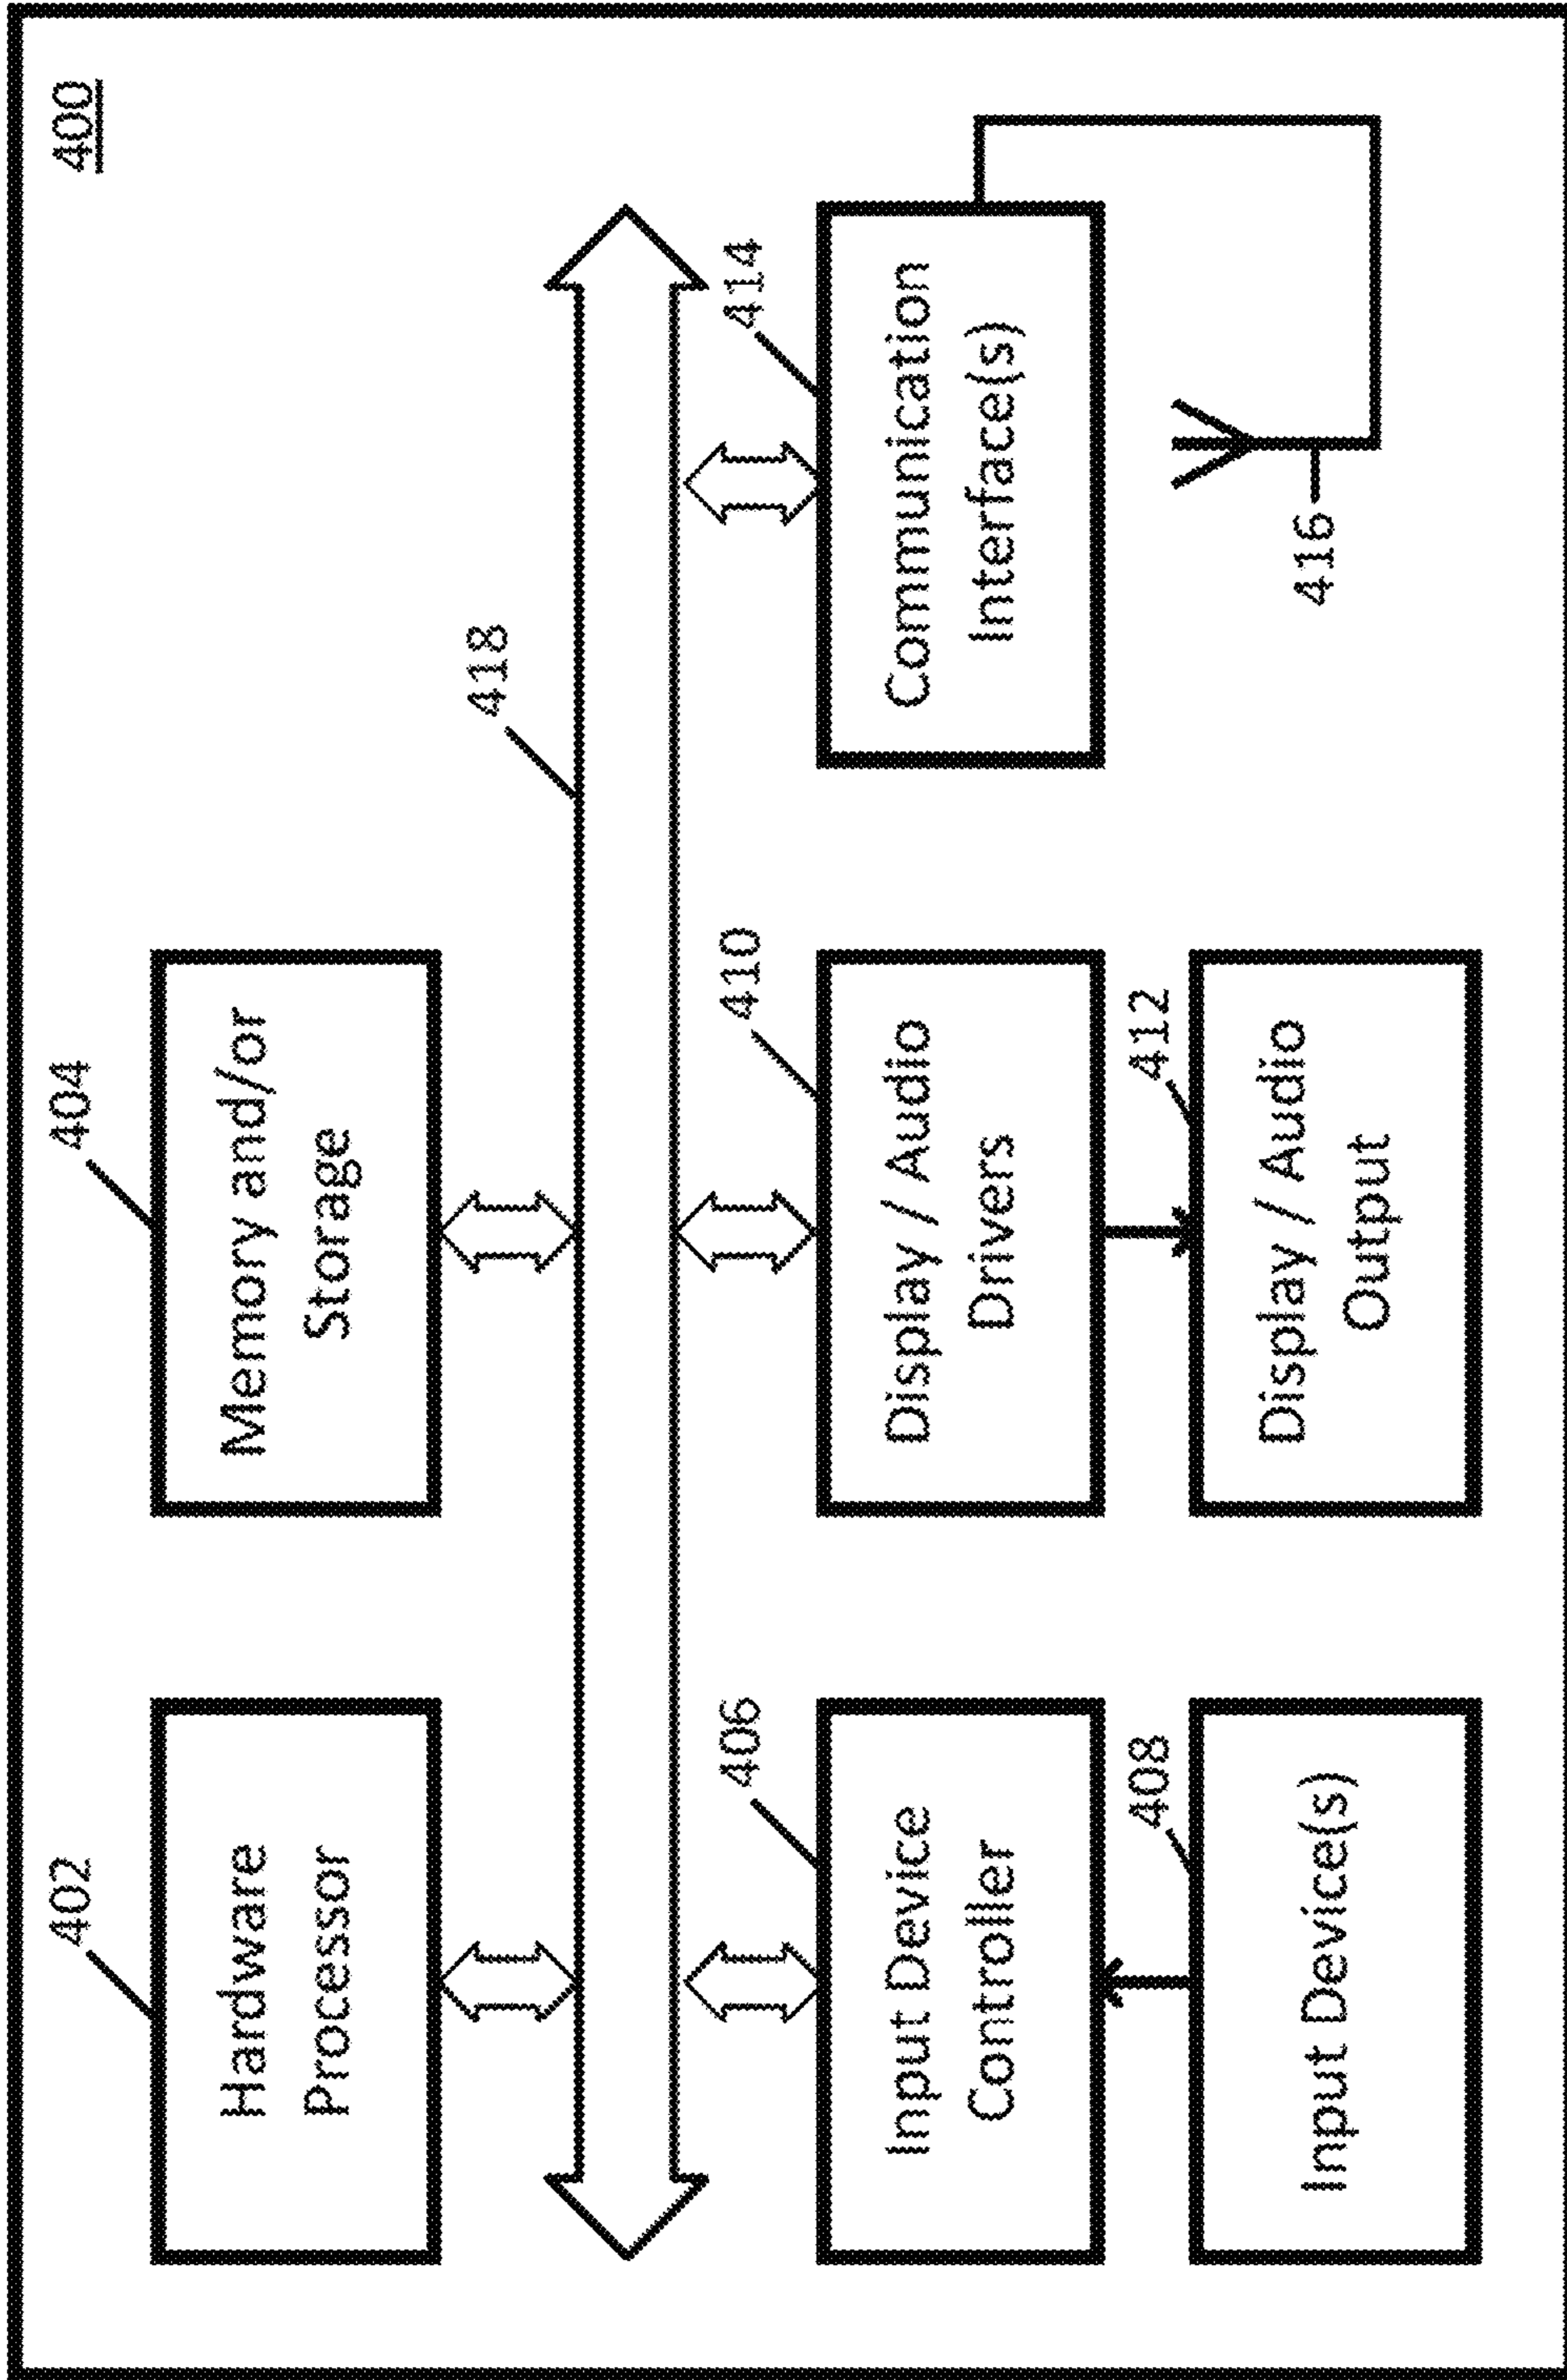 400
402
Hardware
Processor
404
Memory and/or
Storage
418
406
Input Device
Controller
410
Display / Audio
Drivers
414
Communication
Interface(s)
408
Input Device(s)
412
Display / Audio
Output
416